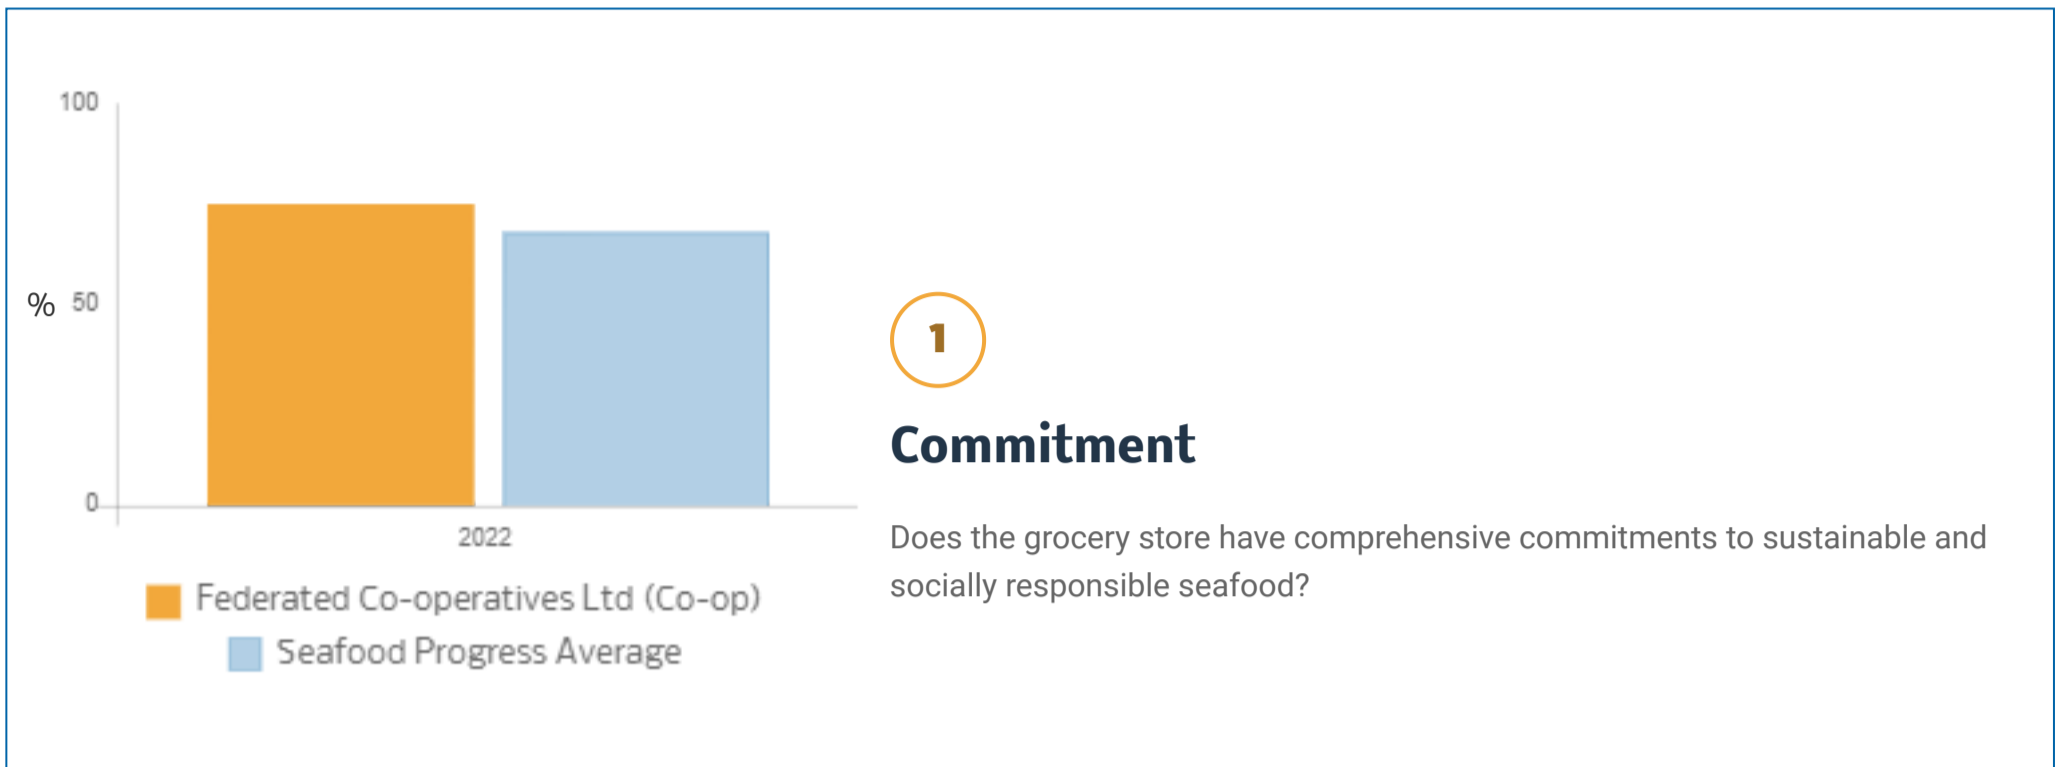 100
% 50
0
2022
Federated Co-operatives Ltd (Co-op)
Seafood Progress Average
1
Commitment
Does the grocery store have comprehensive commitments to sustainable and
socially responsible seafood?